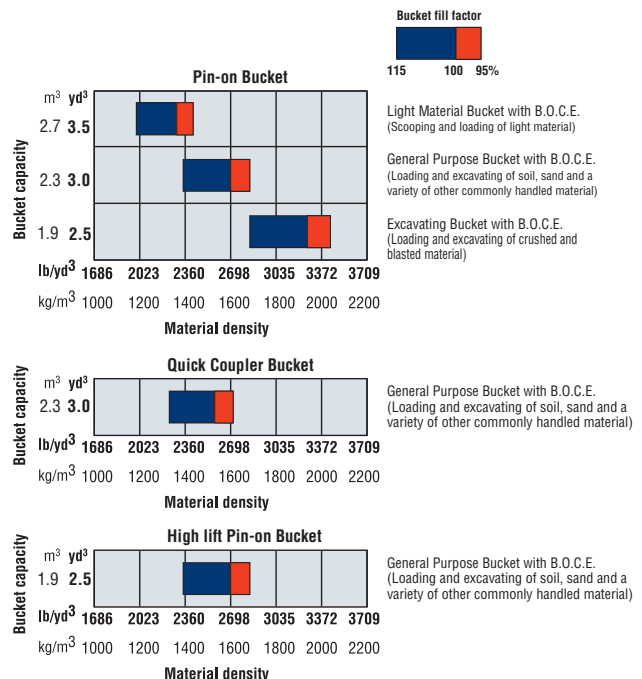 Bucket fill factor
115 100 95%
Pin-on Bucket
m³ yd³
Bucket capacity
2.7 3.5
Light Material Bucket with B.O.C.E.
(Scooping and loading of light material)
2.3 3.0
General Purpose Bucket with B.O.C.E.
(Loading and excavating of soil, sand and a
variety of other commonly handled material)
1.9 2.5
Excavating Bucket with B.O.C.E.
(Loading and excavating of crushed and
blasted material)
lb/yd³ 1686 2023 2360 2698 3035 3372 3709
kg/m³ 1000 1200 1400 1600 1800 2000 2200
Material density
Quick Coupler Bucket
m³ yd³
Bucket capacity
2.3 3.0
General Purpose Bucket with B.O.C.E.
(Loading and excavating of soil, sand and a
variety of other commonly handled material)
lb/yd³ 1686 2023 2360 2698 3035 3372 3709
kg/m³ 1000 1200 1400 1600 1800 2000 2200
Material density
High lift Pin-on Bucket
m³ yd³
Bucket capacity
1.9 2.5
General Purpose Bucket with B.O.C.E.
(Loading and excavating of soil, sand and a
variety of other commonly handled material)
lb/yd³ 1686 2023 2360 2698 3035 3372 3709
kg/m³ 1000 1200 1400 1600 1800 2000 2200
Material density